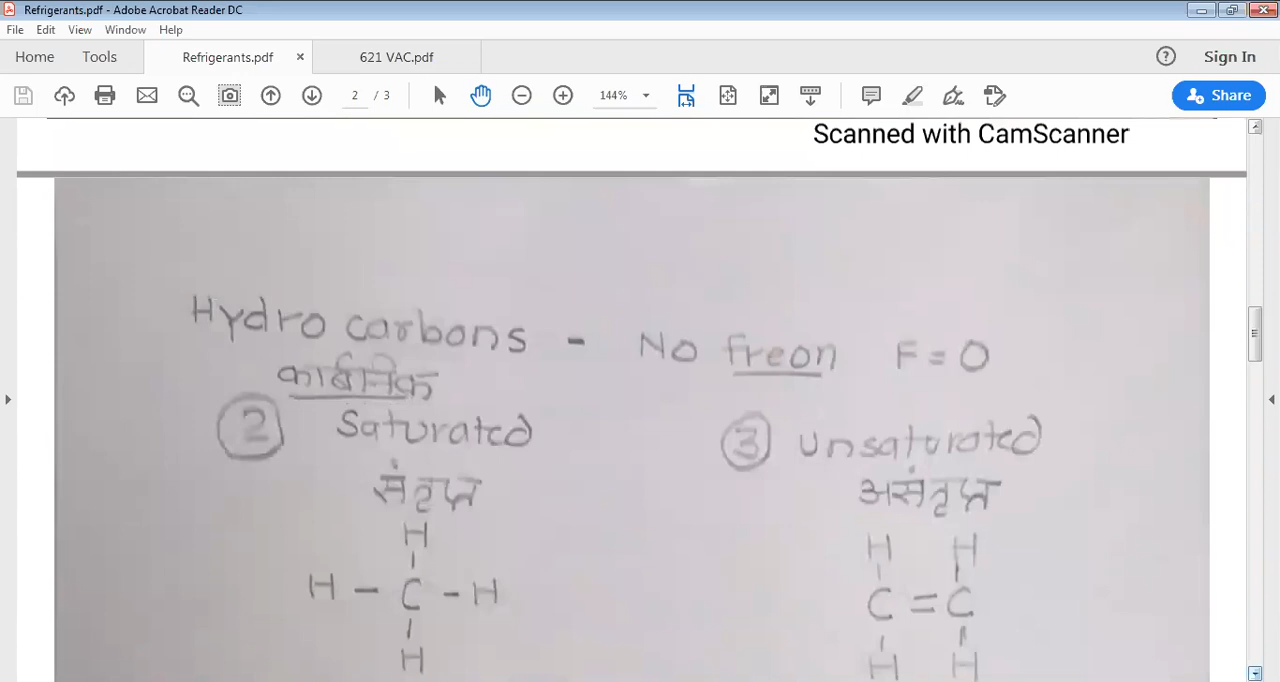 Refrigerants.pdf - Adobe Acrobat Reader DC
File Edit View Window Help
Home Tools Refrigerants.pdf × 621 VAC.pdf ? Sign In
2 / 3 144% Share
Scanned with CamScanner
Hydro carbons - No freon F = 0
कार्बनिक
2 Saturated 3 unsaturated
संतृप्त असंतृप्त
H H H
H - C - H C = C
H H H